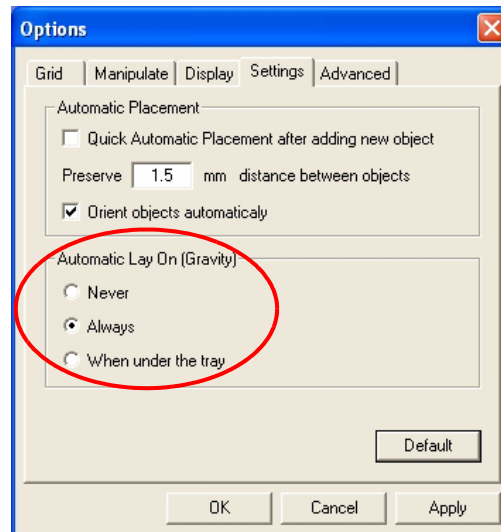 Options
Grid Manipulate Display Settings Advanced
Automatic Placement
Quick Automatic Placement after adding new object
Preserve 1.5 mm distance between objects
Orient objects automaticaly
Automatic Lay On (Gravity)
Never
Always
When under the tray
Default
OK Cancel Apply